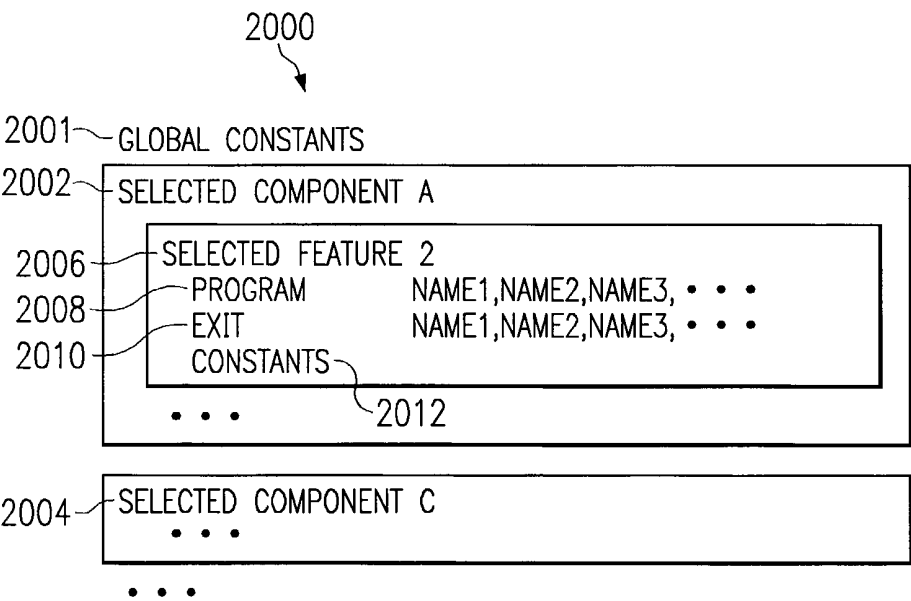 2000
2001 GLOBAL CONSTANTS
2002 SELECTED COMPONENT A
2006 SELECTED FEATURE 2
2008 PROGRAM NAME1,NAME2,NAME3, • • •
2010 EXIT NAME1,NAME2,NAME3, • • •
CONSTANTS
• • • 2012
2004 SELECTED COMPONENT C
• • •
• • •